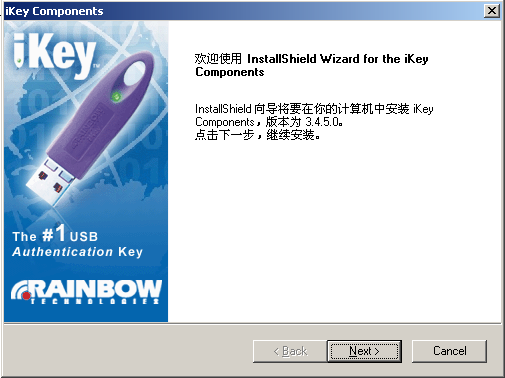 iKey Components
iKey™
欢迎使用 InstallShield Wizard for the iKey
Components
InstallShield 向导将要在你的计算机中安装 iKey
Components，版本为 3.4.5.0。
点击下一步，继续安装。
The #1 USB
Authentication Key
RAINBOW
TECHNOLOGIES
< Back
Next >
Cancel